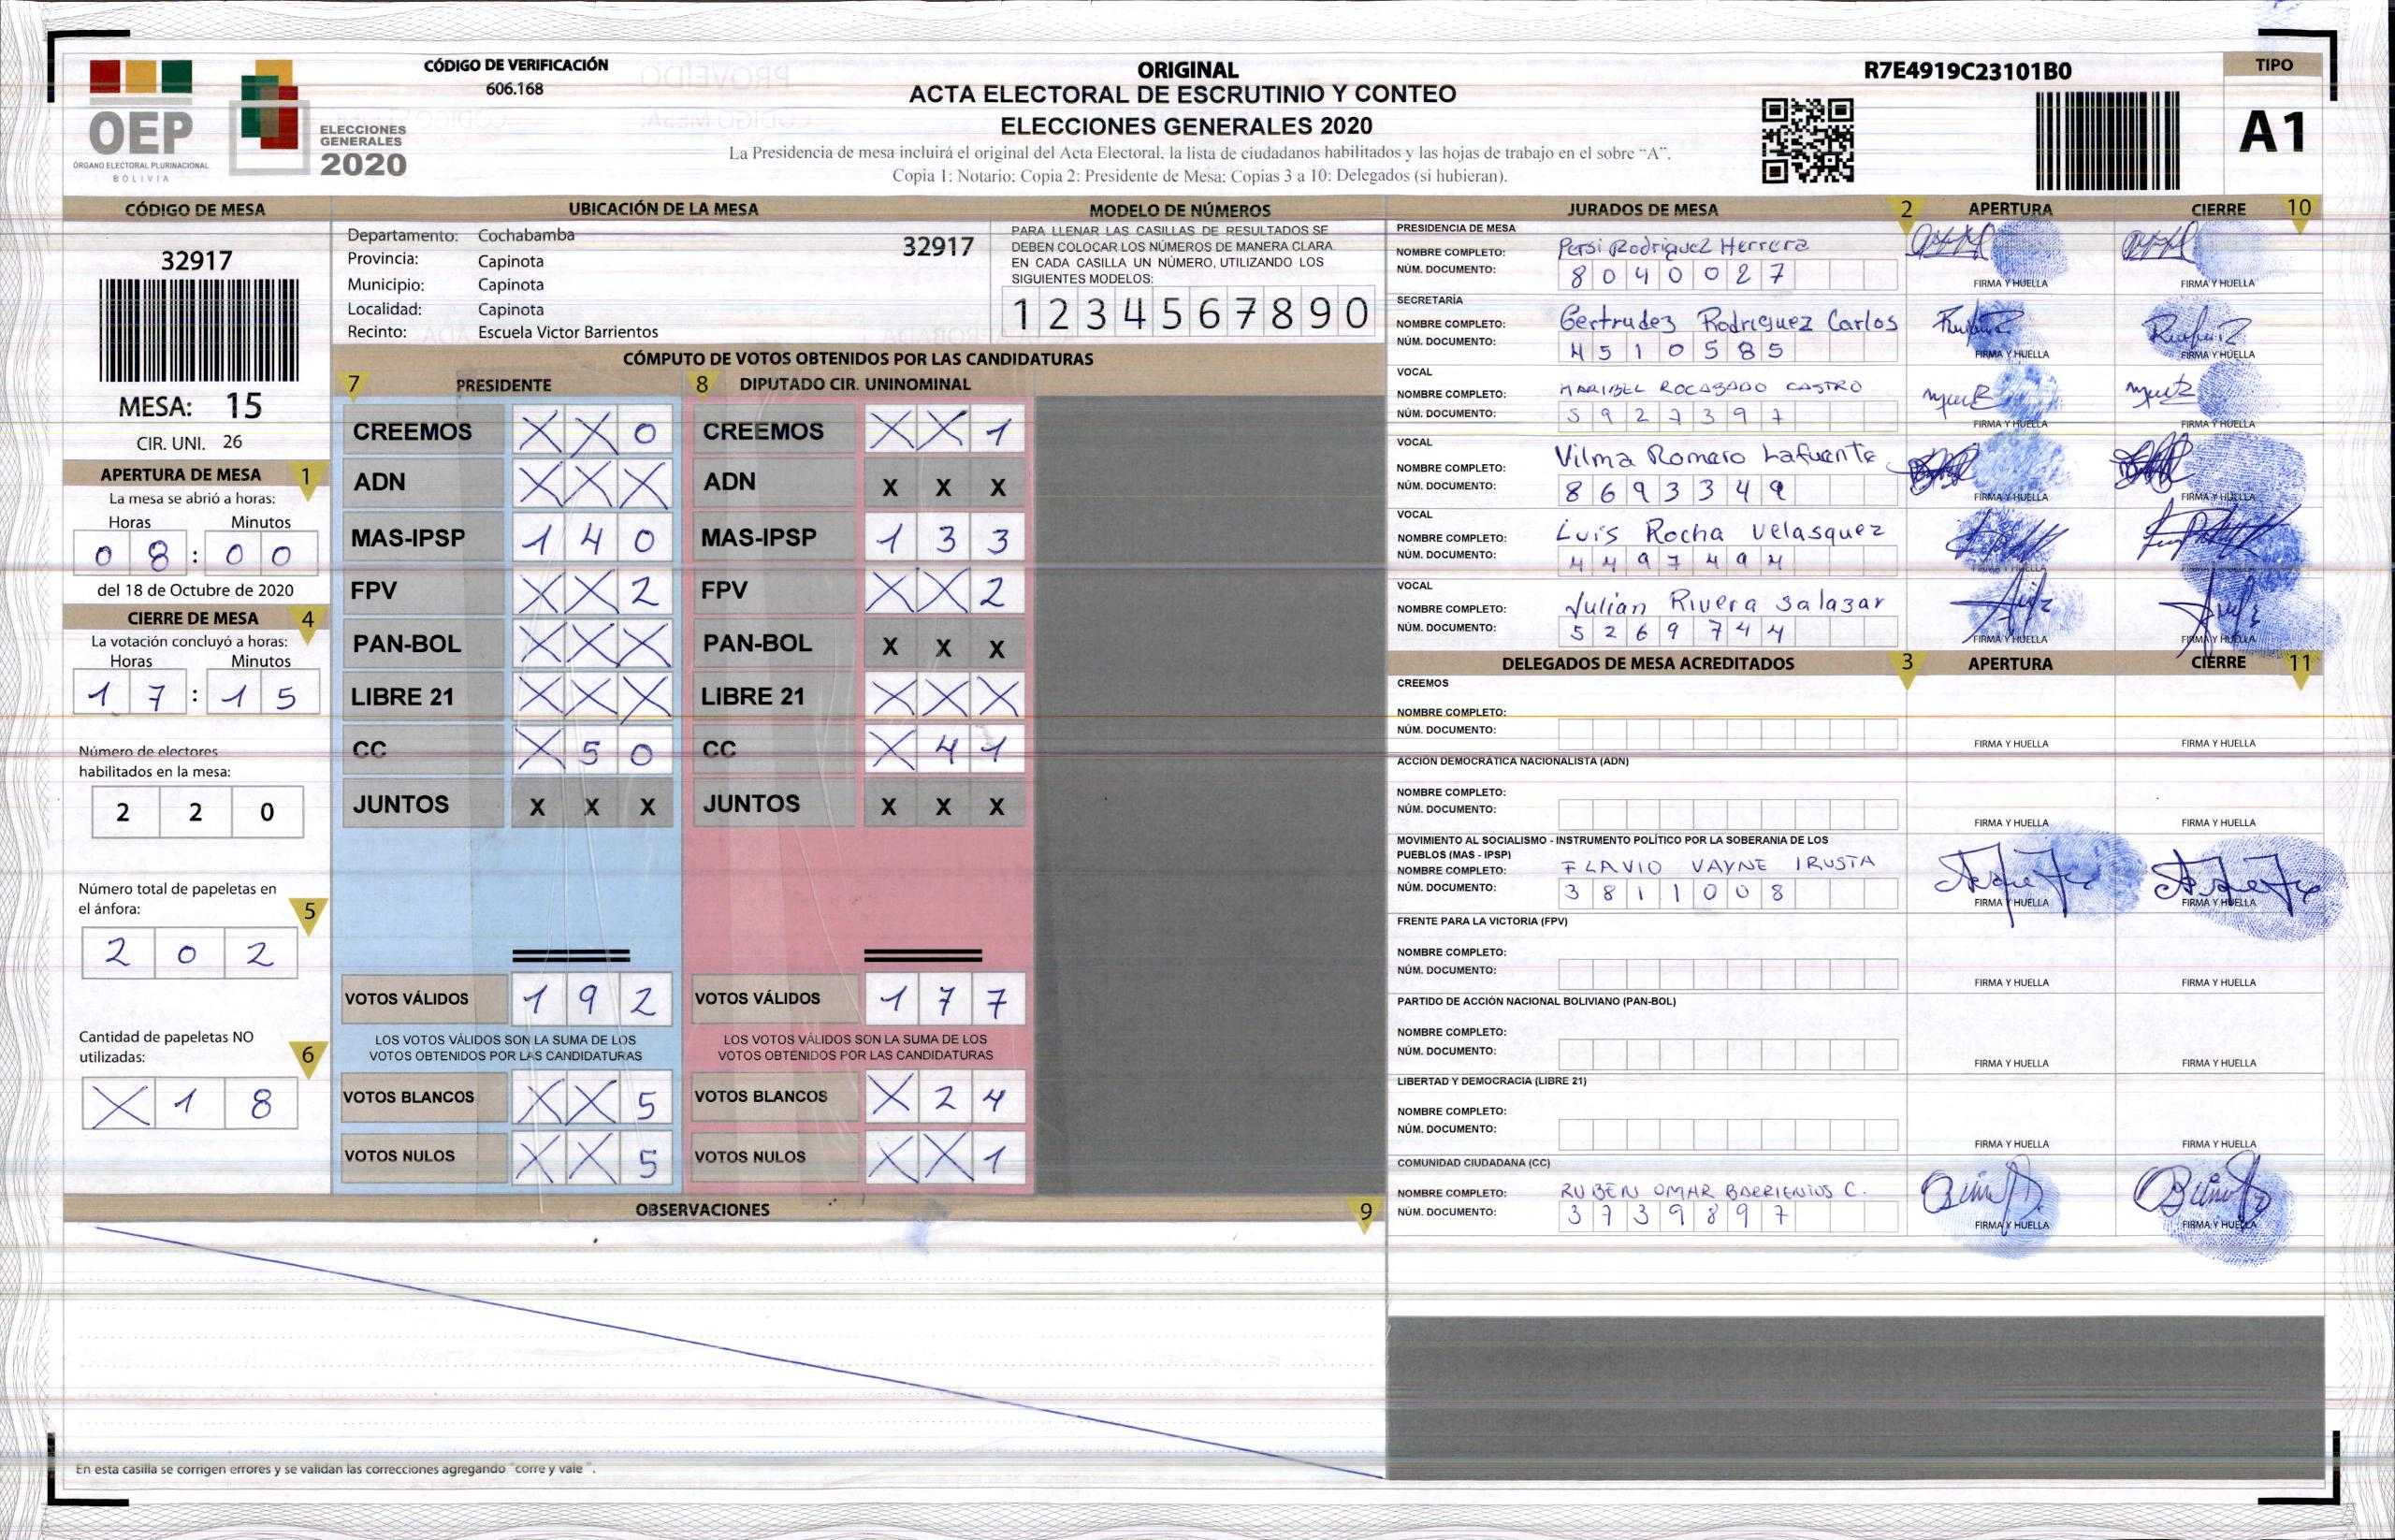 CÓDIGO DE VERIFICACIÓN
606.168
OEP
ÓRGANO ELECTORAL PLURINACIONAL
BOLIVIA
ELECCIONES
GENERALES
2020
ORIGINAL
ACTA ELECTORAL DE ESCRUTINIO Y CONTEO
ELECCIONES GENERALES 2020
La Presidencia de mesa incluirá el original del Acta Electoral, la lista de ciudadanos habilitados y las hojas de trabajo en el sobre “A”.
Copia 1: Notario; Copia 2: Presidente de Mesa; Copias 3 a 10: Delegados (si hubieran).
R7E4919C23101B0
TIPO
A1
CÓDIGO DE MESA
32917
MESA: 15
CIR. UNI. 26
APERTURA DE MESA 1
La mesa se abrió a horas:
Horas Minutos
0 8 : 0 0
del 18 de Octubre de 2020
CIERRE DE MESA 4
La votación concluyó a horas:
Horas Minutos
1 7 : 1 5
Número de electores
habilitados en la mesa:
2 2 0
Número total de papeletas en
el ánfora: 5
2 0 2
Cantidad de papeletas NO
utilizadas: 6
X 1 8
UBICACIÓN DE LA MESA
Departamento: Cochabamba 32917
Provincia: Capinota
Municipio: Capinota
Localidad: Capinota
Recinto: Escuela Victor Barrientos
MODELO DE NÚMEROS
PARA LLENAR LAS CASILLAS DE RESULTADOS SE
DEBEN COLOCAR LOS NÚMEROS DE MANERA CLARA
EN CADA CASILLA UN NÚMERO, UTILIZANDO LOS
SIGUIENTES MODELOS:
1 2 3 4 5 6 7 8 9 0
CÓMPUTO DE VOTOS OBTENIDOS POR LAS CANDIDATURAS
7 PRESIDENTE 8 DIPUTADO CIR. UNINOMINAL
CREEMOS X X 0 CREEMOS X X 1
ADN X X X ADN X X X
MAS-IPSP 1 4 0 MAS-IPSP 1 3 3
FPV X X 2 FPV X X 2
PAN-BOL X X X PAN-BOL X X X
LIBRE 21 X X X LIBRE 21 X X X
CC X 5 0 CC X 4 1
JUNTOS X X X JUNTOS X X X
VOTOS VÁLIDOS 1 9 2 VOTOS VÁLIDOS 1 7 7
LOS VOTOS VÁLIDOS SON LA SUMA DE LOS LOS VOTOS VÁLIDOS SON LA SUMA DE LOS
VOTOS OBTENIDOS POR LAS CANDIDATURAS VOTOS OBTENIDOS POR LAS CANDIDATURAS
VOTOS BLANCOS X X 5 VOTOS BLANCOS X 2 4
VOTOS NULOS X X 5 VOTOS NULOS X X 1
OBSERVACIONES 9
En esta casilla se corrigen errores y se validan las correcciones agregando "corre y vale".
JURADOS DE MESA 2 APERTURA CIERRE 10
PRESIDENCIA DE MESA
NOMBRE COMPLETO: Persi Rodriguez Herrera
NÚM. DOCUMENTO: 8 0 4 0 0 2 7
FIRMA Y HUELLA FIRMA Y HUELLA
SECRETARÍA
NOMBRE COMPLETO: Gertrudez Rodriguez Carlos
NÚM. DOCUMENTO: 4 5 1 0 5 8 5
FIRMA Y HUELLA FIRMA Y HUELLA
VOCAL
NOMBRE COMPLETO: MARIBEL ROCABADO CASTRO
NÚM. DOCUMENTO: 5 9 2 7 3 9 7
FIRMA Y HUELLA FIRMA Y HUELLA
VOCAL
NOMBRE COMPLETO: Vilma Romero Lafuente
NÚM. DOCUMENTO: 8 6 9 3 3 4 9
FIRMA Y HUELLA FIRMA Y HUELLA
VOCAL
NOMBRE COMPLETO: Luis Rocha Velasquez
NÚM. DOCUMENTO: 4 4 9 7 4 9 4
FIRMA Y HUELLA
VOCAL
NOMBRE COMPLETO: Julian Rivera Salazar
NÚM. DOCUMENTO: 5 2 6 9 7 4 4
FIRMA Y HUELLA FIRMA Y HUELLA
DELEGADOS DE MESA ACREDITADOS 3 APERTURA CIERRE 11
CREEMOS
NOMBRE COMPLETO:
NÚM. DOCUMENTO:
FIRMA Y HUELLA FIRMA Y HUELLA
ACCIÓN DEMOCRÁTICA NACIONALISTA (ADN)
NOMBRE COMPLETO:
NÚM. DOCUMENTO:
FIRMA Y HUELLA FIRMA Y HUELLA
MOVIMIENTO AL SOCIALISMO - INSTRUMENTO POLÍTICO POR LA SOBERANIA DE LOS
PUEBLOS (MAS - IPSP)
NOMBRE COMPLETO: FLAVIO VAYNE IRUSTA
NÚM. DOCUMENTO: 3 8 1 1 0 0 8
FIRMA Y HUELLA FIRMA Y HUELLA
FRENTE PARA LA VICTORIA (FPV)
NOMBRE COMPLETO:
NÚM. DOCUMENTO:
FIRMA Y HUELLA FIRMA Y HUELLA
PARTIDO DE ACCIÓN NACIONAL BOLIVIANO (PAN-BOL)
NOMBRE COMPLETO:
NÚM. DOCUMENTO:
FIRMA Y HUELLA FIRMA Y HUELLA
LIBERTAD Y DEMOCRACIA (LIBRE 21)
NOMBRE COMPLETO:
NÚM. DOCUMENTO:
FIRMA Y HUELLA FIRMA Y HUELLA
COMUNIDAD CIUDADANA (CC)
NOMBRE COMPLETO: RUBEN OMAR BARRIENTOS C.
NÚM. DOCUMENTO: 3 7 3 9 8 9 7
FIRMA Y HUELLA FIRMA Y HUELLA